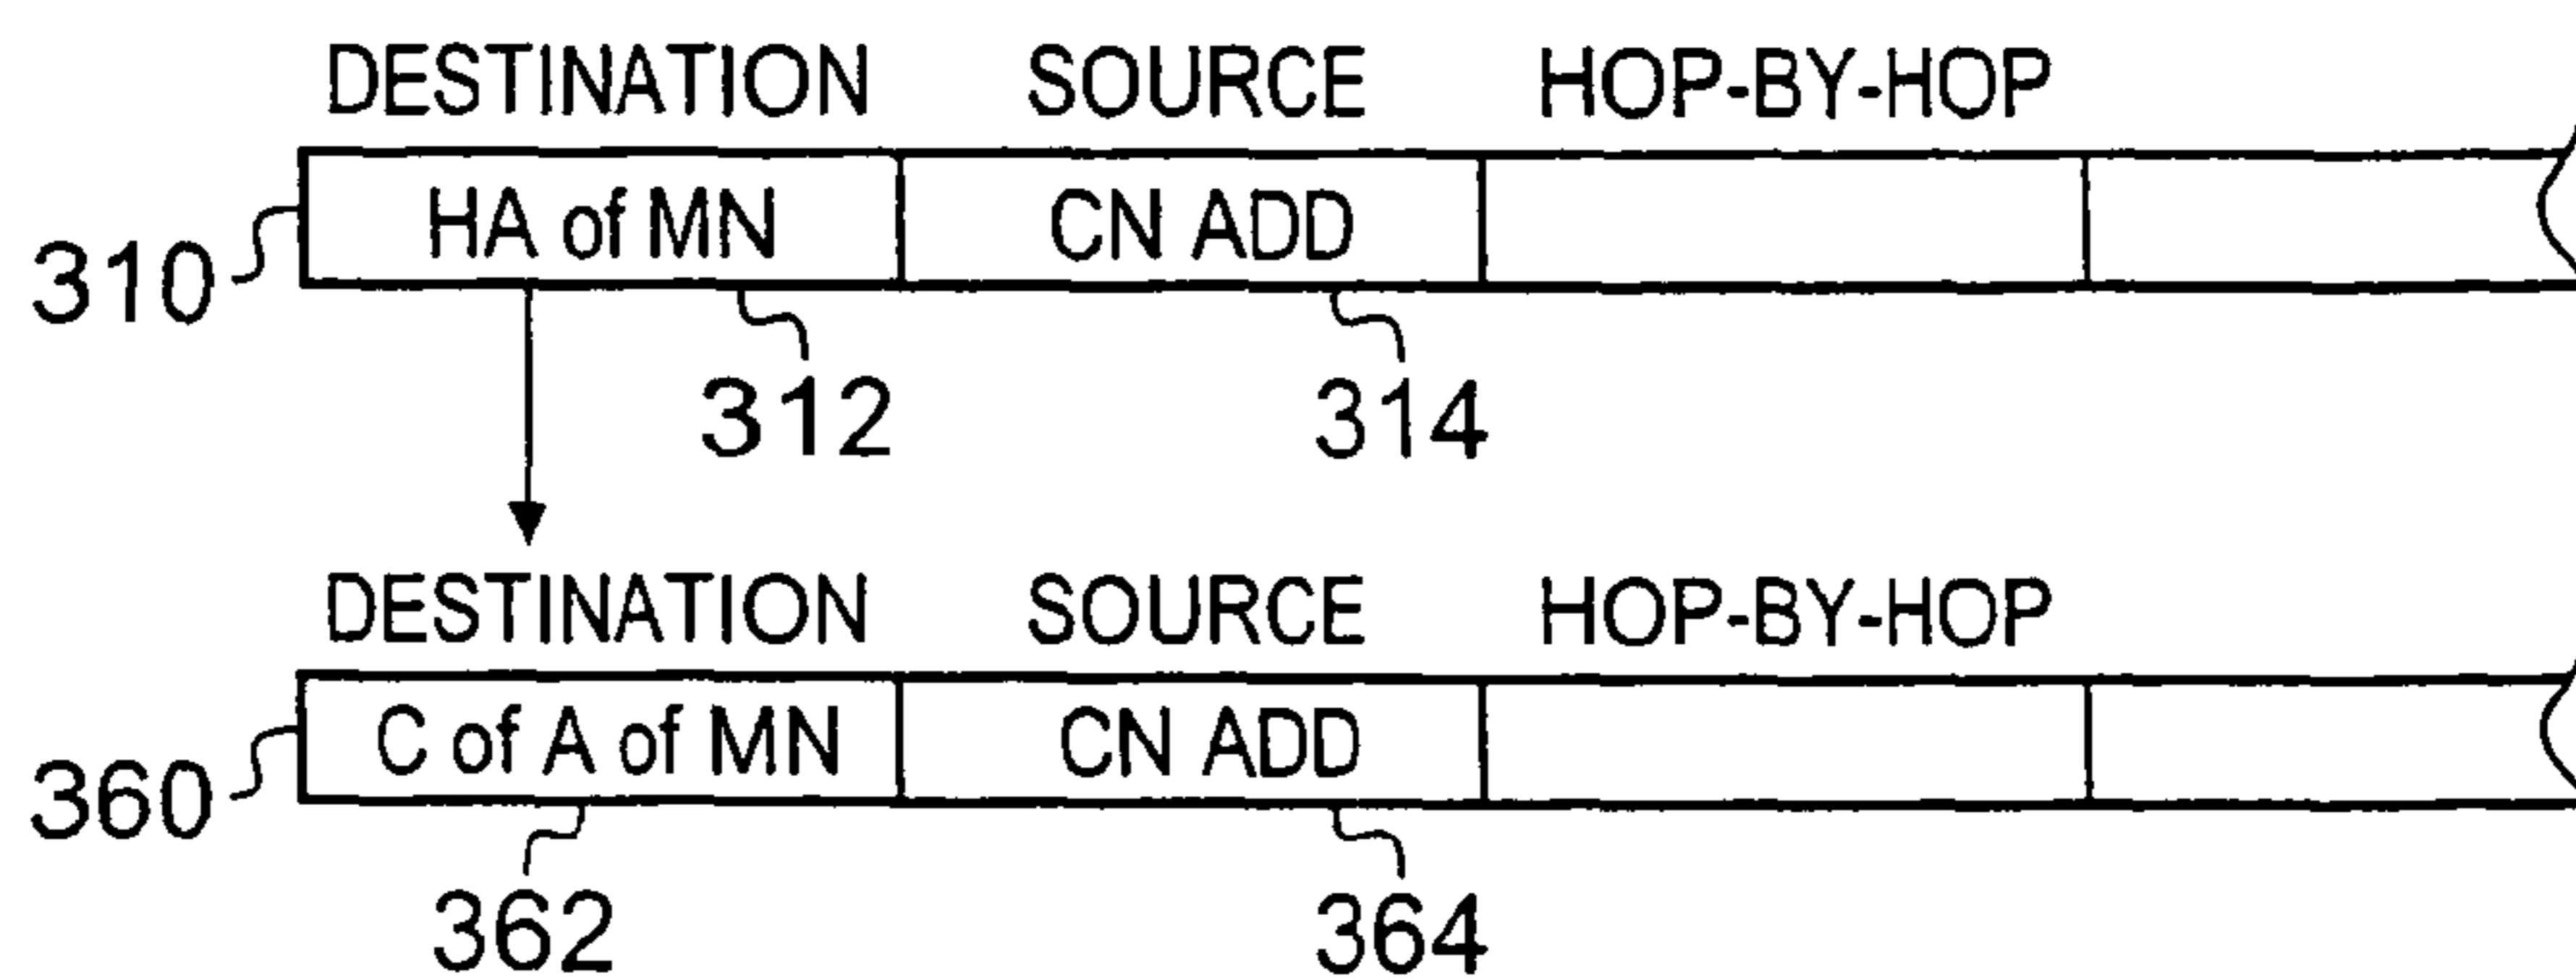 DESTINATION SOURCE HOP-BY-HOP
HA of MN CN ADD
310
312 314
DESTINATION SOURCE HOP-BY-HOP
C of A of MN CN ADD
360
362 364